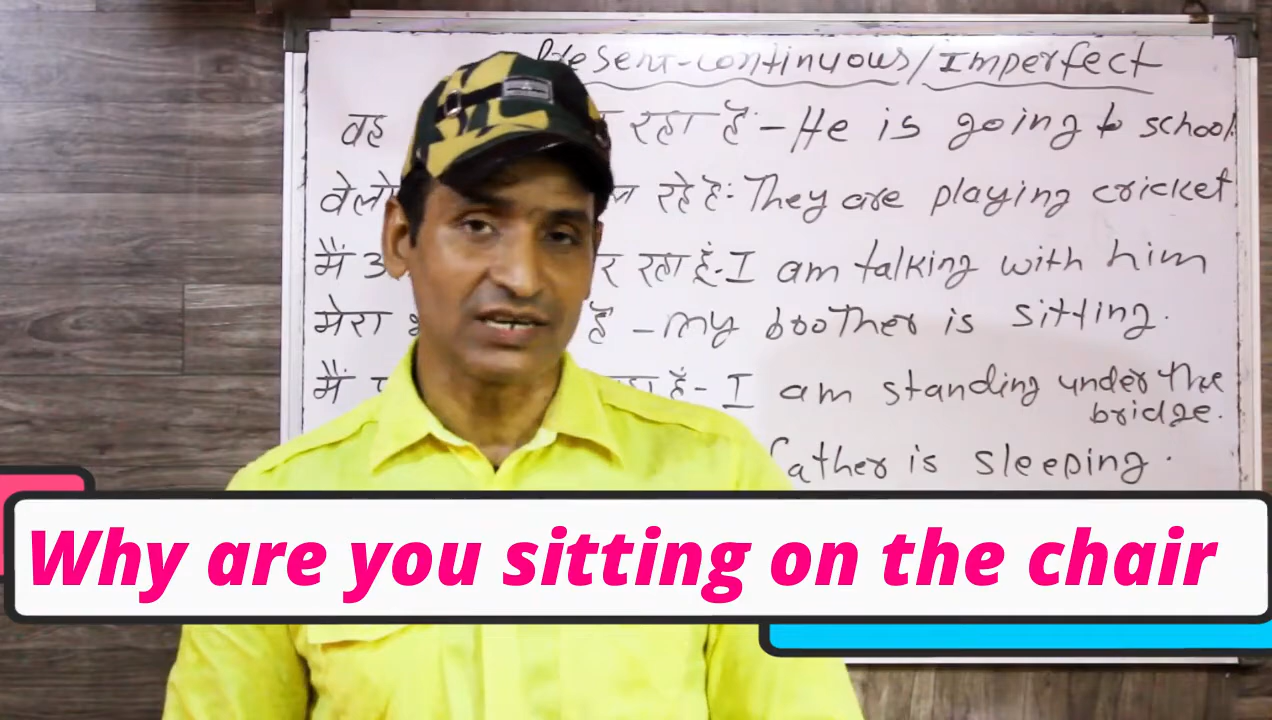 Present-continuous/Imperfect
वह रहा है - He is going to school
वेलो रहे है: They are playing cricket
मैं रहा हूं - I am talking with him
मेरा है - my brother is sitting.
मैं हूँ - I am standing under the
bridge.
father is sleeping.
Why are you sitting on the chair